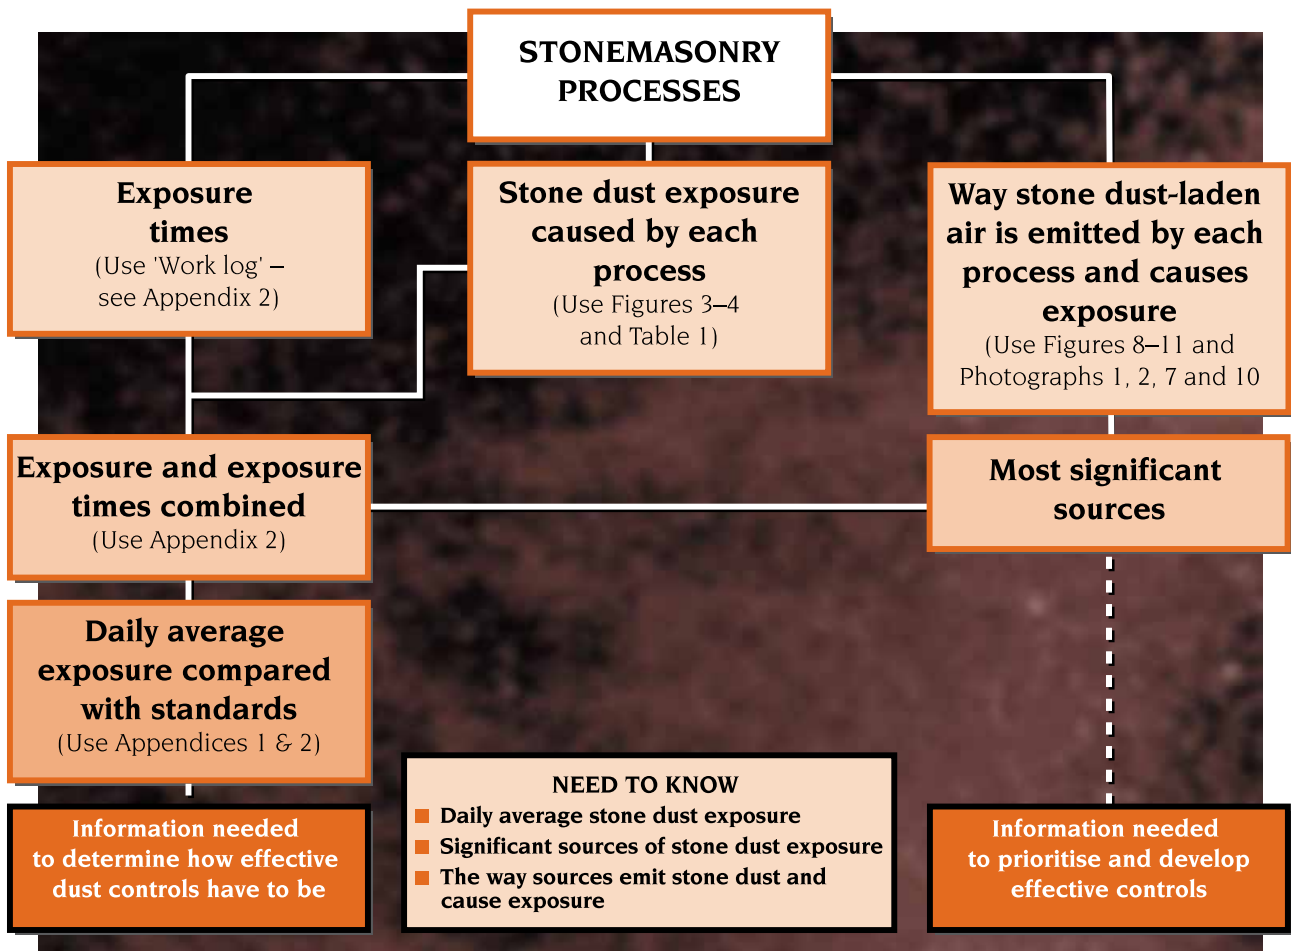 STONEMASONRY
PROCESSES
Exposure
times
(Use 'Work log' –
see Appendix 2)
Stone dust exposure
caused by each
process
(Use Figures 3–4
and Table 1)
Way stone dust-laden
air is emitted by each
process and causes
exposure
(Use Figures 8–11 and
Photographs 1, 2, 7 and 10
Exposure and exposure
times combined
(Use Appendix 2)
Most significant
sources
Daily average
exposure compared
with standards
(Use Appendices 1 & 2)
Information needed
to determine how effective
dust controls have to be
NEED TO KNOW
Daily average stone dust exposure
Significant sources of stone dust exposure
The way sources emit stone dust and
cause exposure
Information needed
to prioritise and develop
effective controls